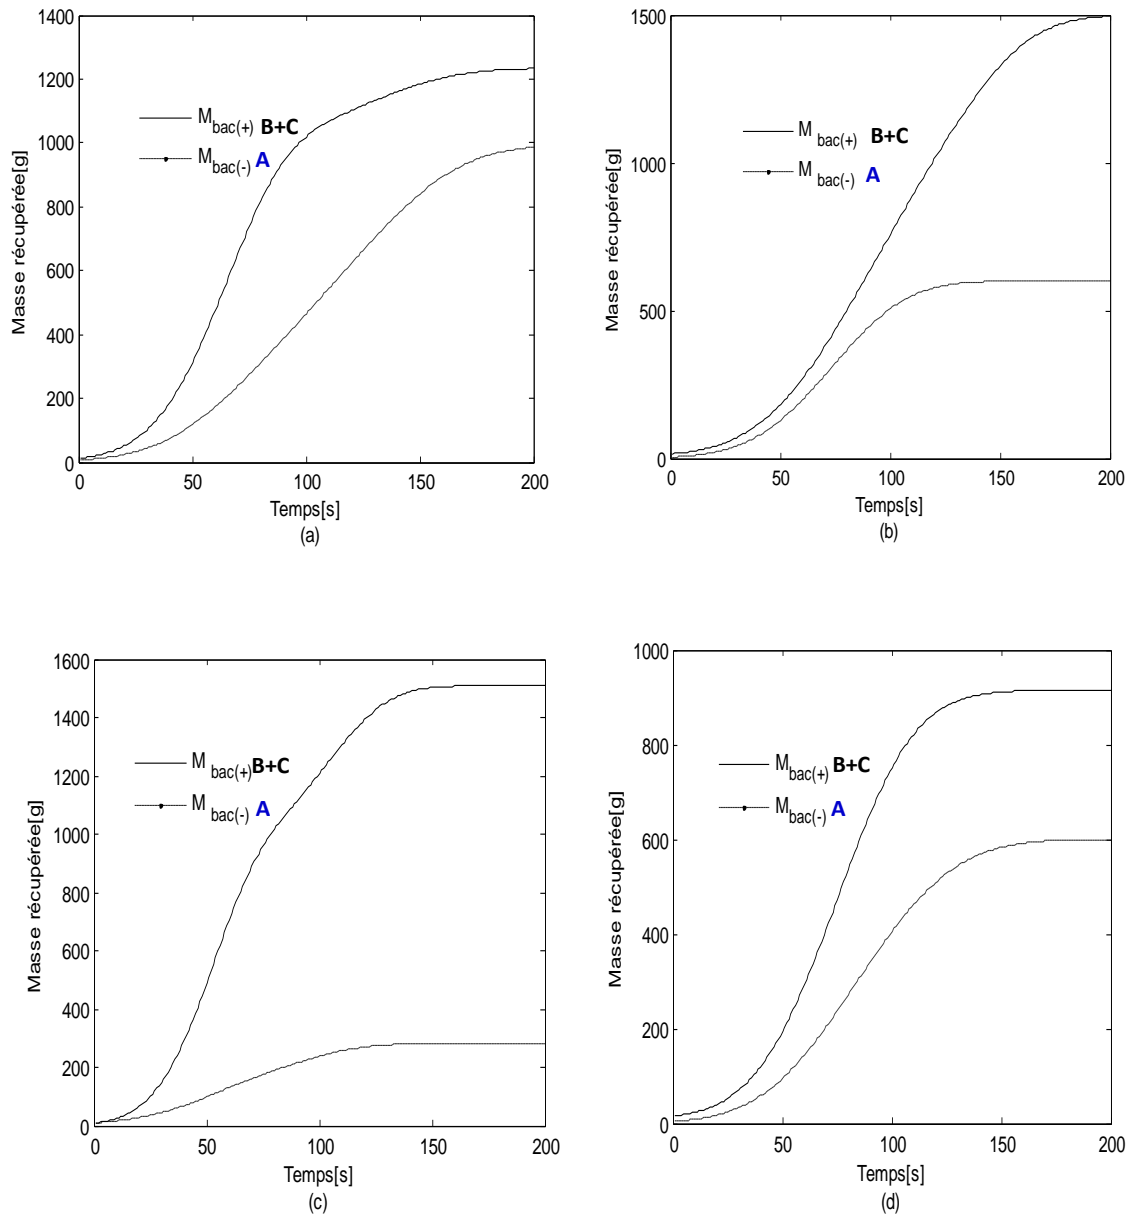 1400
1200
1000
800
600
400
200
0
Masse récupérée[g]
M bac(+) B+C
M bac(-) A
0 50 100 150 200
Temps[s]
(a)
1500
1000
500
0
Masse récupérée[g]
M bac(+) B+C
M bac(-) A
0 50 100 150 200
Temps[s]
(b)
1600
1400
1200
1000
800
600
400
200
0
Masse récupérée[g]
M bac(+) B+C
M bac(-) A
0 50 100 150 200
Temps[s]
(c)
1000
800
600
400
200
0
Masse récupérée[g]
M bac(+) B+C
M bac(-) A
0 50 100 150 200
Temps[s]
(d)